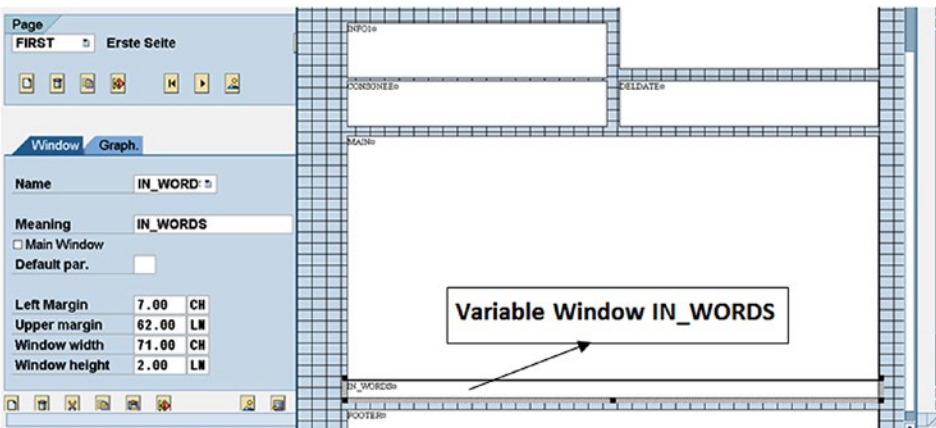 Page
FIRST Erste Seite
Window Graph.
Name IN_WORD
Meaning IN_WORDS
Main Window
Default par.
Left Margin 7.00 CH
Upper margin 62.00 LN
Window width 71.00 CH
Window height 2.00 LN
INFO1
CONSIGNEE
DELDATE
MAIN
Variable Window IN_WORDS
IN_WORDS
FOOTER